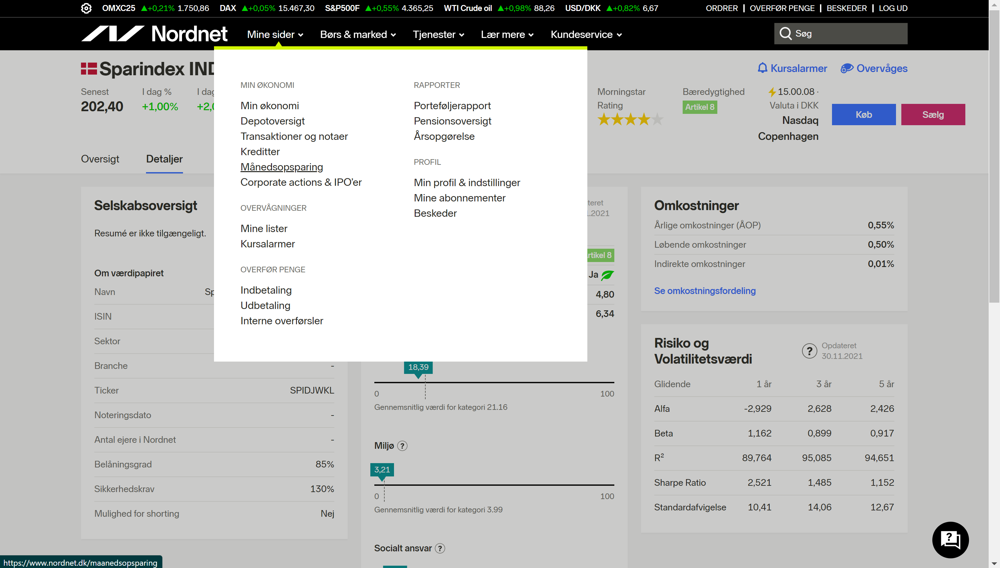 OMXC25 ▲+0,21% 1.750,86 DAX ▲+0,05% 15.467,30 S&P500F ▲+0,55% 4.365,25 WTI Crude oil ▲+0,98% 88,26 USD/DKK ▲+0,82% 6,67 ORDRER | OVERFØR PENGE | BESKEDER | LOG UD
Nordnet Mine sider Børs & marked Tjenester Lær mere Kundeservice Søg
Sparindex
Kursalarmer Overvåges
Senest I dag %
202,40 +1,00%
MIN ØKONOMI
Min økonomi
Depotoversigt
Transaktioner og notaer
Kreditter
Månedsopsparing
Corporate actions & IPO’er
OVERVÅGNINGER
Mine lister
Kursalarmer
OVERFØR PENGE
Indbetaling
Udbetaling
Interne overførsler
RAPPORTER
Porteføljerapport
Pensionsoversigt
Årsopgørelse
PROFIL
Min profil & indstillinger
Mine abonnementer
Beskeder
Morningstar
Rating
Bæredygtighed
Artikel 8
15.00.08 ·
Valuta i DKK
Nasdaq
Copenhagen
Køb Sælg
Oversigt Detaljer
Selskabsoversigt
Resumé er ikke tilgængeligt.
Om værdipapiret
Navn
ISIN
Sektor
Branche -
Ticker SPIDJWKL
Noteringsdato -
Antal ejere i Nordnet -
Belåningsgrad 85%
Sikkerhedskrav 130%
Mulighed for shorting Nej
8
Ja
4,80
6,34
18,39
0 100
Gennemsnitlig værdi for kategori 21.16
Miljø ?
3,21
0 100
Gennemsnitlig værdi for kategori 3.99
Socialt ansvar ?
Omkostninger
Årlige omkostninger (ÅOP) 0,55%
Løbende omkostninger 0,50%
Indirekte omkostninger 0,01%
Se omkostningsfordeling
Risiko og
Volatilitetsværdi
?
Opdateret
30.11.2021
Glidende 1 år 3 år 5 år
Alfa -2,929 2,628 2,426
Beta 1,162 0,899 0,917
R² 89,764 95,085 94,651
Sharpe Ratio 2,521 1,485 1,152
Standardafvigelse 10,41 14,06 12,67
?
https://www.nordnet.dk/maanedsopsparing